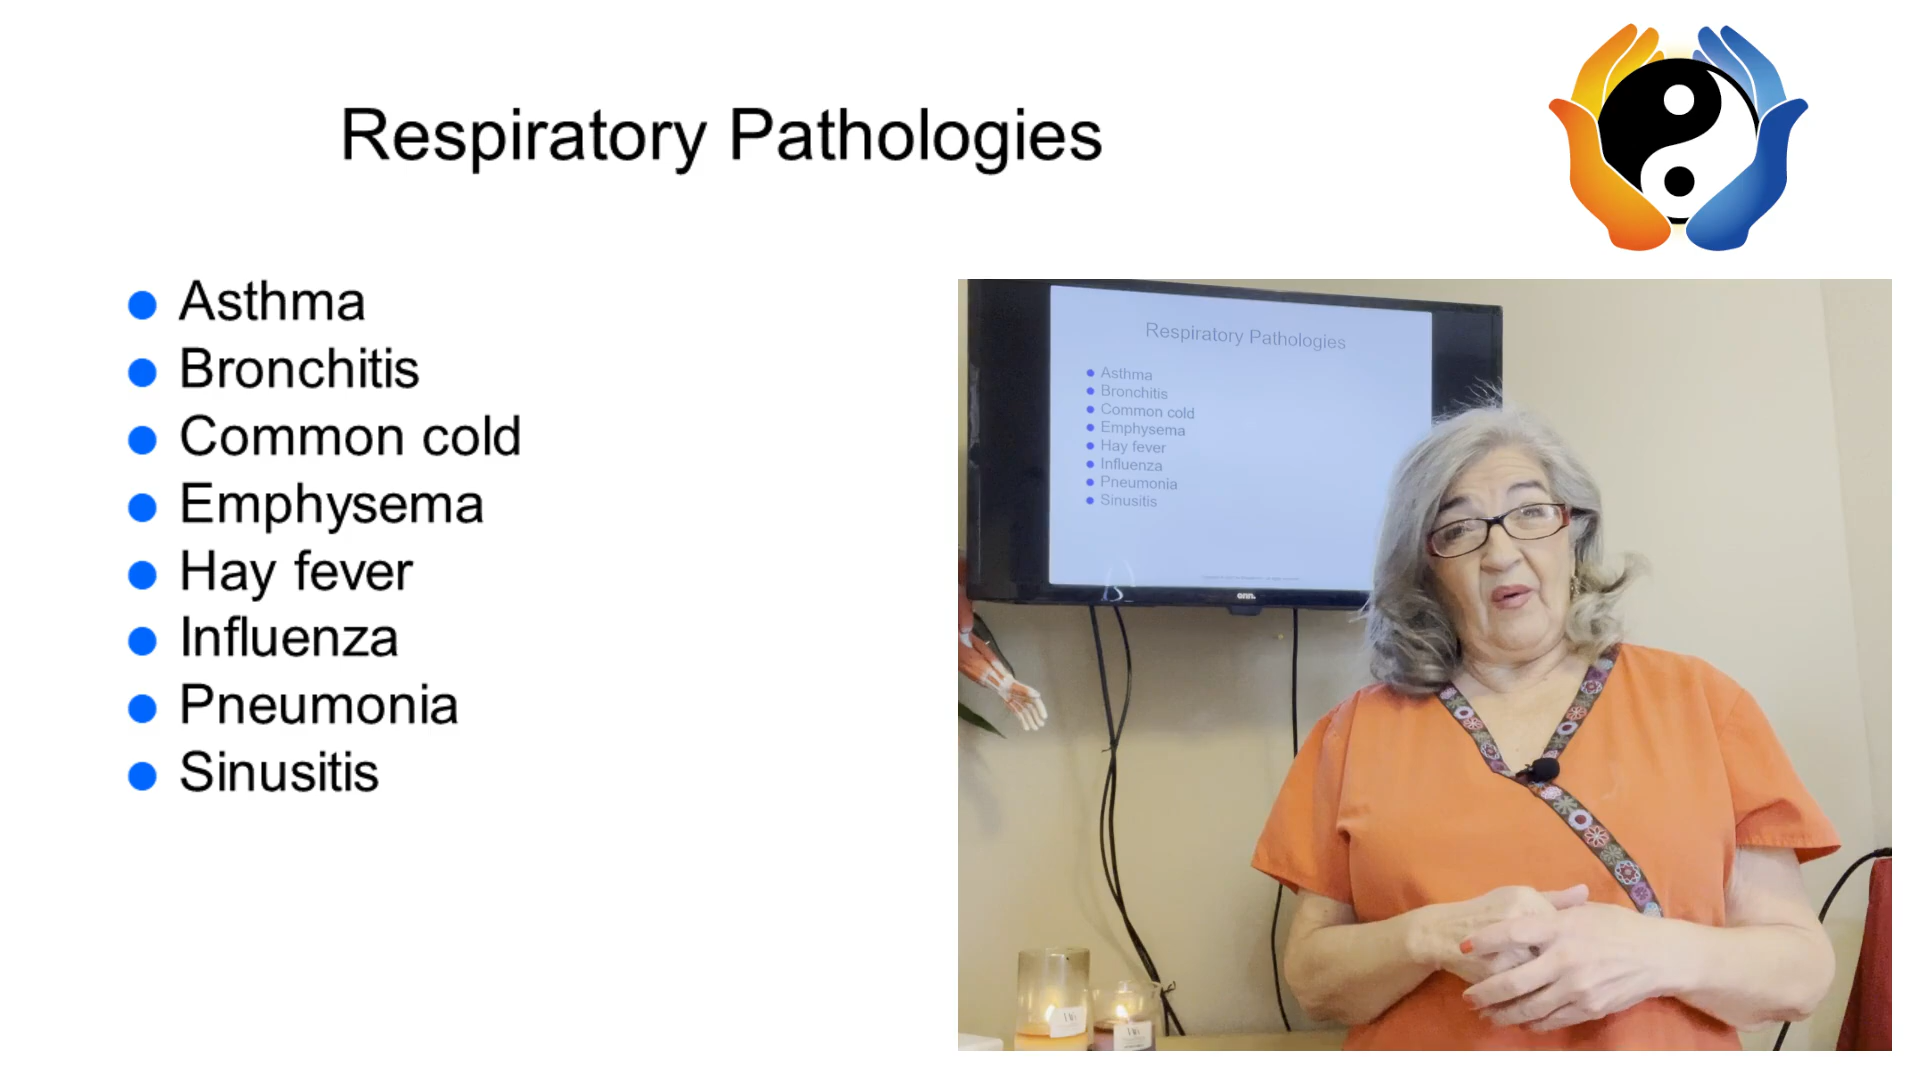 Respiratory Pathologies
Asthma
Bronchitis
Common cold
Emphysema
Hay fever
Influenza
Pneumonia
Sinusitis
Respiratory Pathologies
Asthma
Bronchitis
Common cold
Emphysema
Hay fever
Influenza
Pneumonia
Sinusitis
onn.